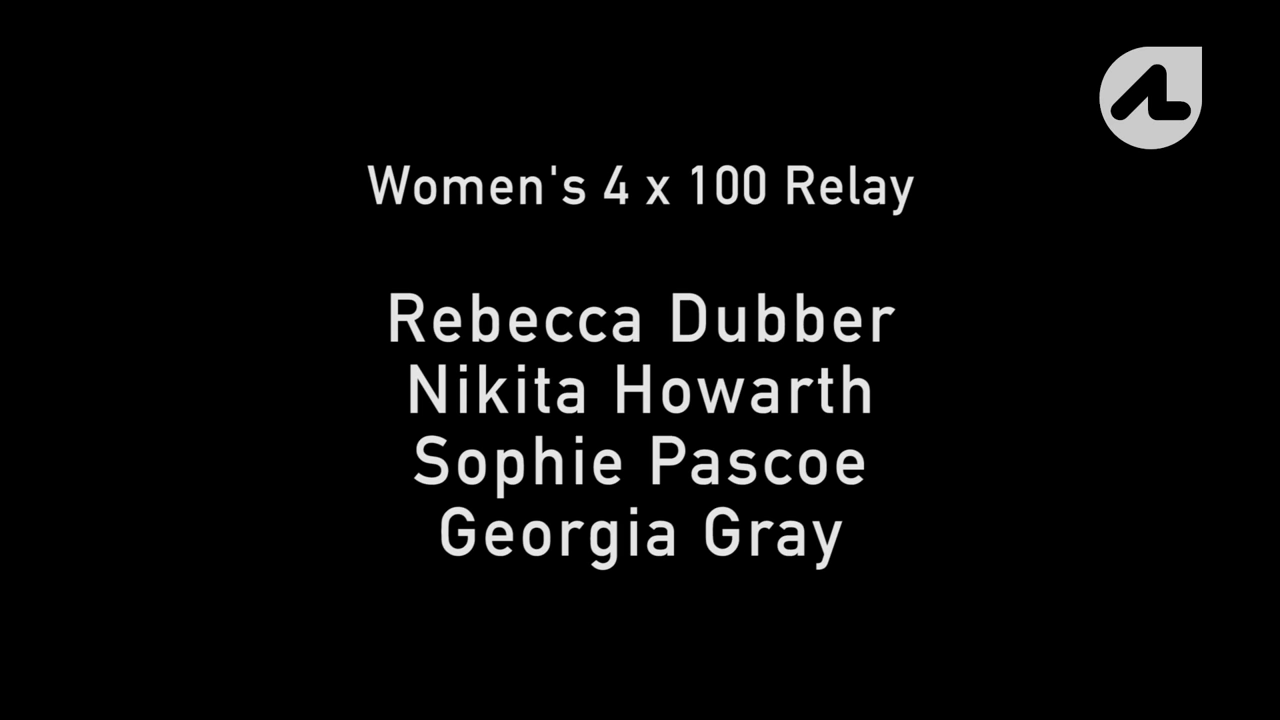 Women's 4 x 100 Relay
Rebecca Dubber
Nikita Howarth
Sophie Pascoe
Georgia Gray